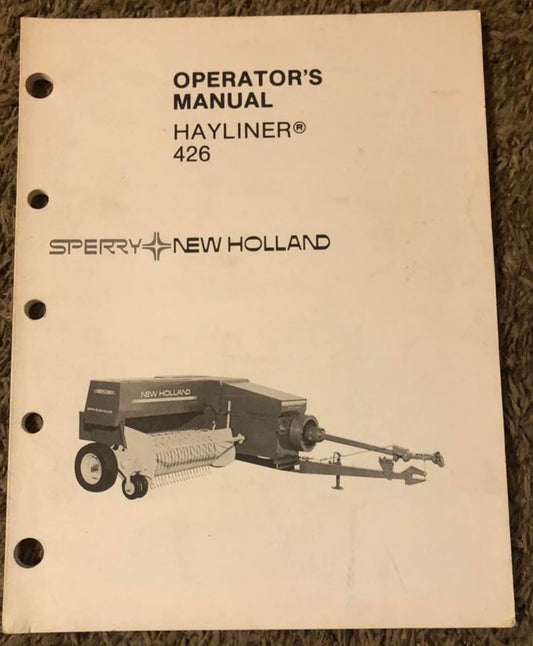 OPERATOR'S
MANUAL
HAYLINER®
426
SPERRY NEW HOLLAND
NEW HOLLAND